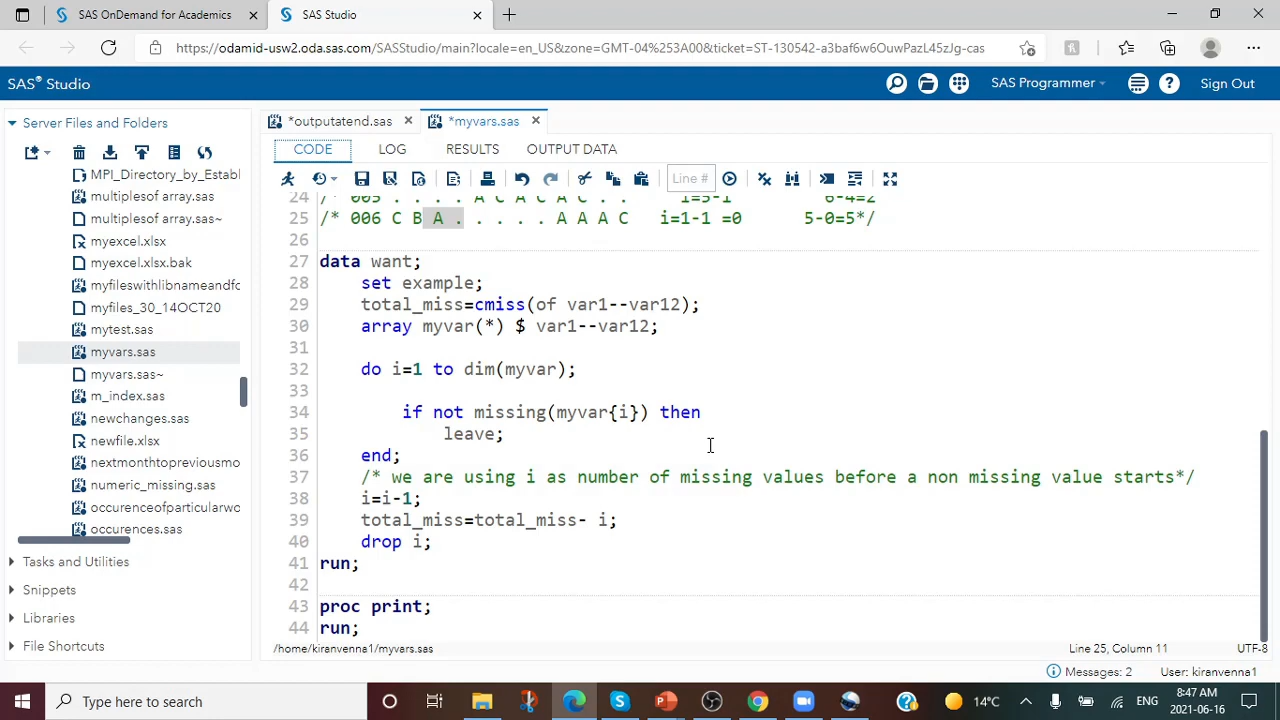 SAS OnDemand for Academics
SAS Studio
https://odamid-usw2.oda.sas.com/SASStudio/main?locale=en_US&zone=GMT-04%253A00&ticket=ST-130542-a3baf6w6OuwPazL45zJg-cas
SAS® Studio
SAS Programmer
Sign Out
Server Files and Folders
*outputatend.sas
*myvars.sas
CODE
LOG
RESULTS
OUTPUT DATA
Line #
MPI_Directory_by_Establ
multiplesof array.sas
multiplesof array.sas~
myexcel.xlsx
myexcel.xlsx.bak
myfileswithlibnameandfo
myfiles_30_14OCT20
mytest.sas
myvars.sas
myvars.sas~
m_index.sas
newchanges.sas
newfile.xlsx
nextmonthtopreviousmo
numeric_missing.sas
occurenceofparticularwo
occurences.sas
Tasks and Utilities
Snippets
Libraries
File Shortcuts
24 /* 005 . . . . A C A C A C . . i=5-1 6-4=2
25 /* 006 C B A . . . . . A A A C i=1-1 =0 5-0=5*/
26
27 data want;
28 set example;
29 total_miss=cmiss(of var1--var12);
30 array myvar(*) $ var1--var12;
31
32 do i=1 to dim(myvar);
33
34 if not missing(myvar{i}) then
35 leave;
36 end;
37 /* we are using i as number of missing values before a non missing value starts*/
38 i=i-1;
39 total_miss=total_miss- i;
40 drop i;
41 run;
42
43 proc print;
44 run;
/home/kiranvenna1/myvars.sas
Line 25, Column 11
UTF-8
Messages: 2
User: kiranvenna1
Type here to search
14°C
ENG
8:47 AM
2021-06-16